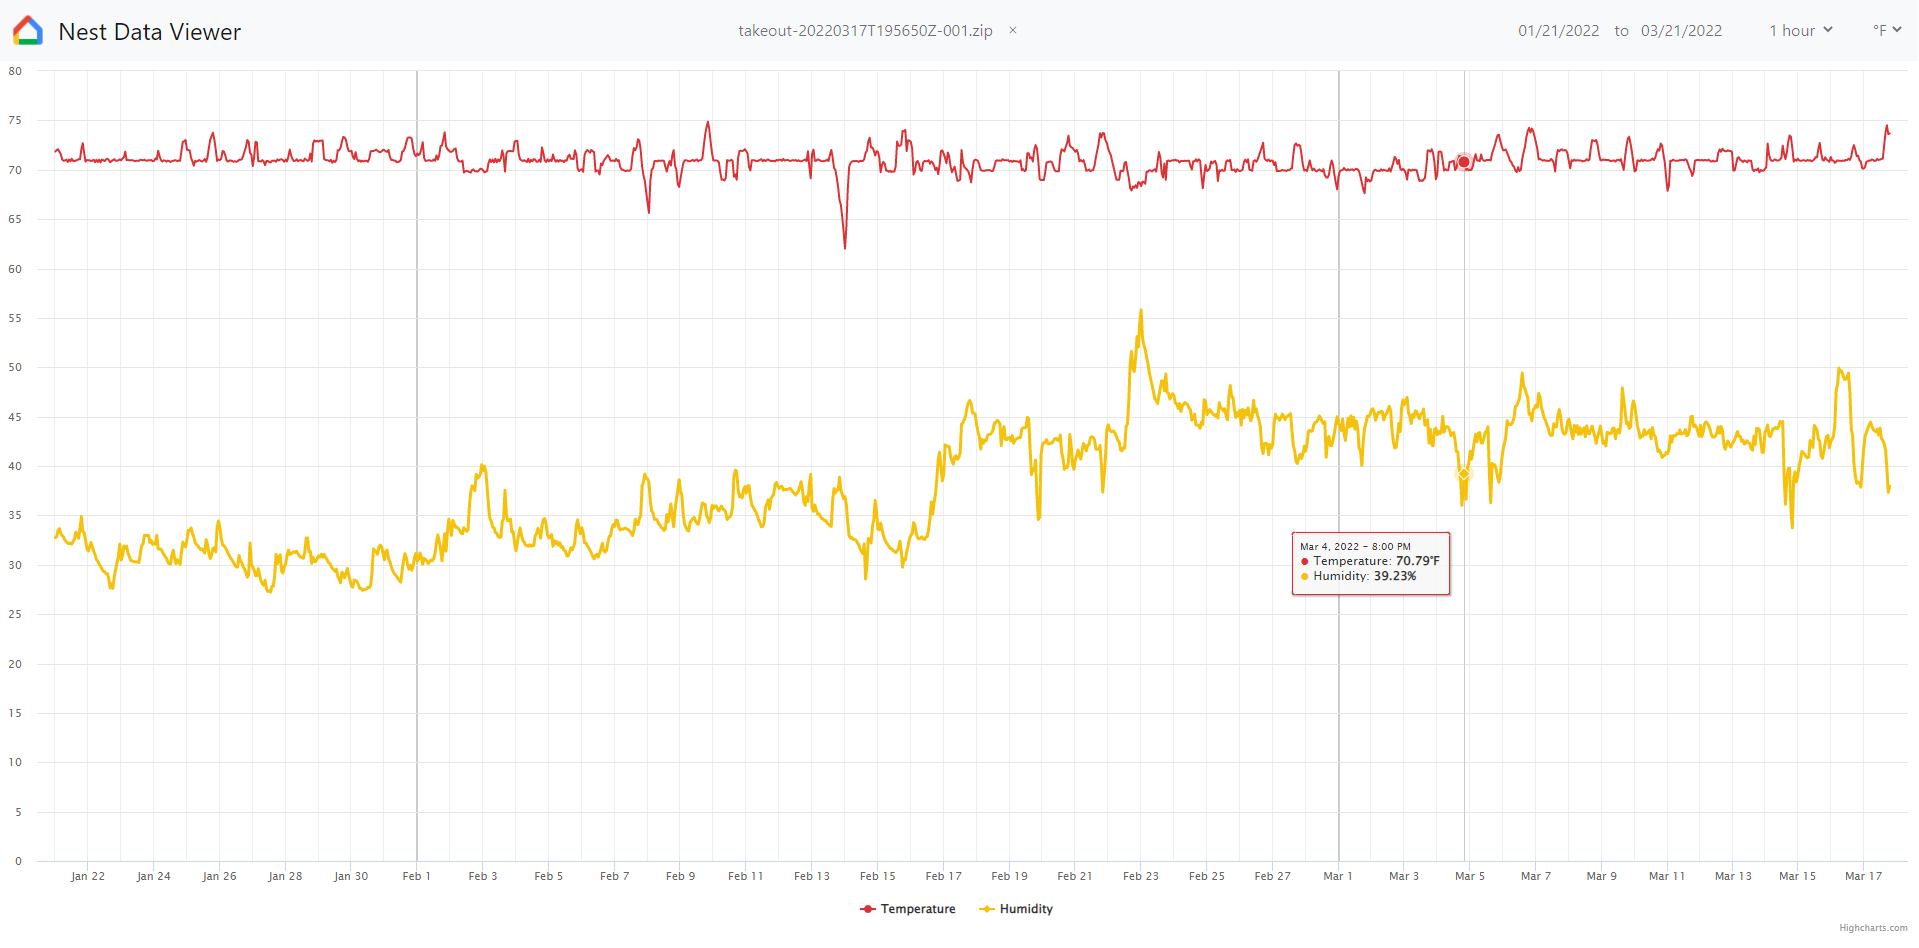 Nest Data Viewer
takeout-20220317T195650Z-001.zip ×
01/21/2022 to 03/21/2022
1 hour
°F
80
75
70
65
60
55
50
45
40
35
30
25
20
15
10
5
0
Mar 4, 2022 - 8:00 PM
Temperature: 70.79°F
Humidity: 39.23%
Jan 22 Jan 24 Jan 26 Jan 28 Jan 30 Feb 1 Feb 3 Feb 5 Feb 7 Feb 9 Feb 11 Feb 13 Feb 15 Feb 17 Feb 19 Feb 21 Feb 23 Feb 25 Feb 27 Mar 1 Mar 3 Mar 5 Mar 7 Mar 9 Mar 11 Mar 13 Mar 15 Mar 17
Temperature Humidity
Highcharts.com